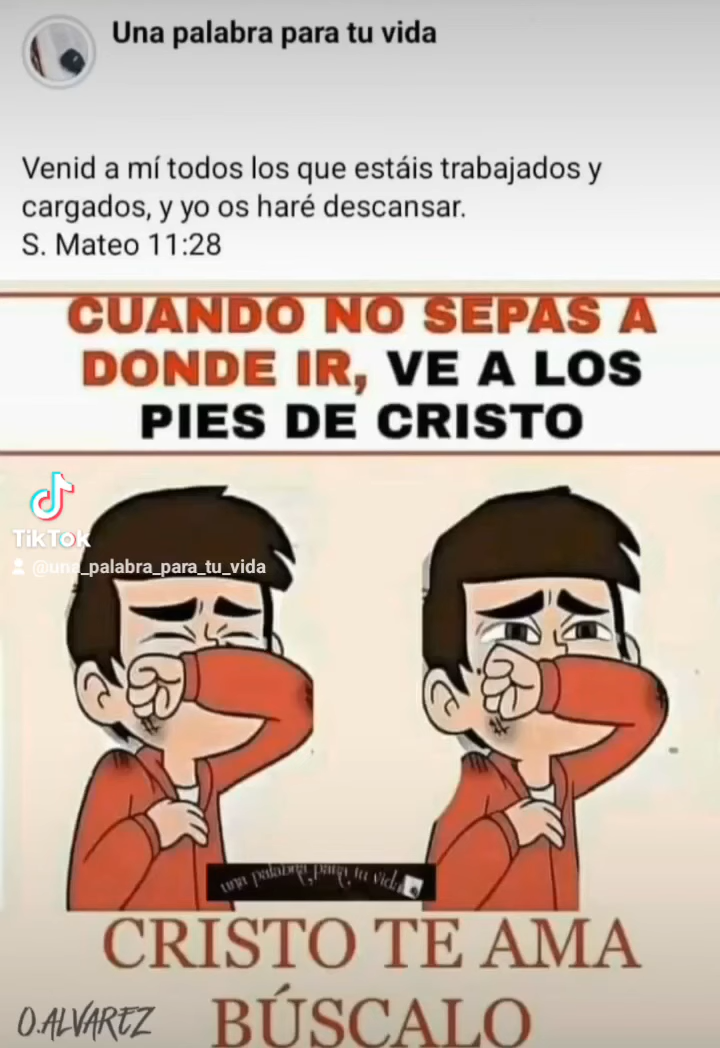 Una palabra para tu vida
Venid a mí todos los que estáis trabajados y
cargados, y yo os haré descansar.
S. Mateo 11:28
CUANDO NO SEPAS A
DONDE IR, VE A LOS
PIES DE CRISTO
TikTok
@una_palabra_para_tu_vida
una palabra para tu vida
CRISTO TE AMA
BÚSCALO
O.ALVAREZ